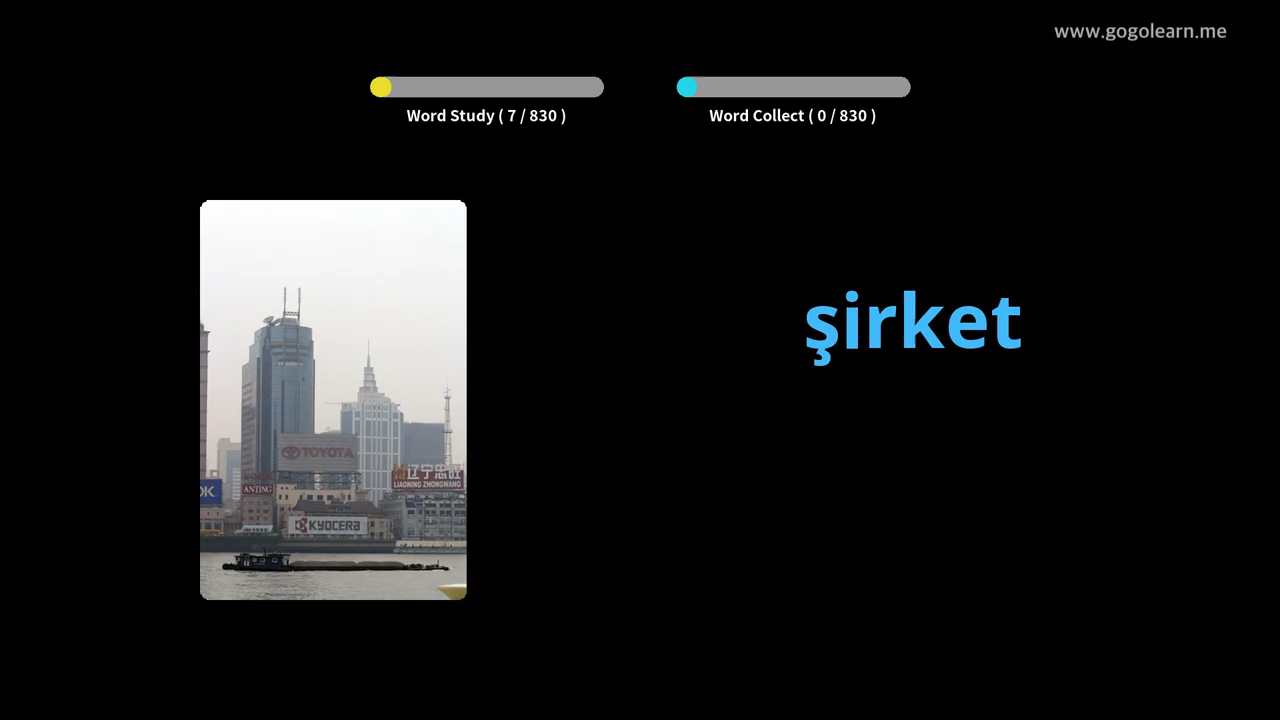 www.gogolearn.me
Word Study ( 7 / 830 )
Word Collect ( 0 / 830 )
şirket
TOYOTA
辽宁忠旺
LIAONING ZHONGWANG
OK
ANTING
KYOCERA